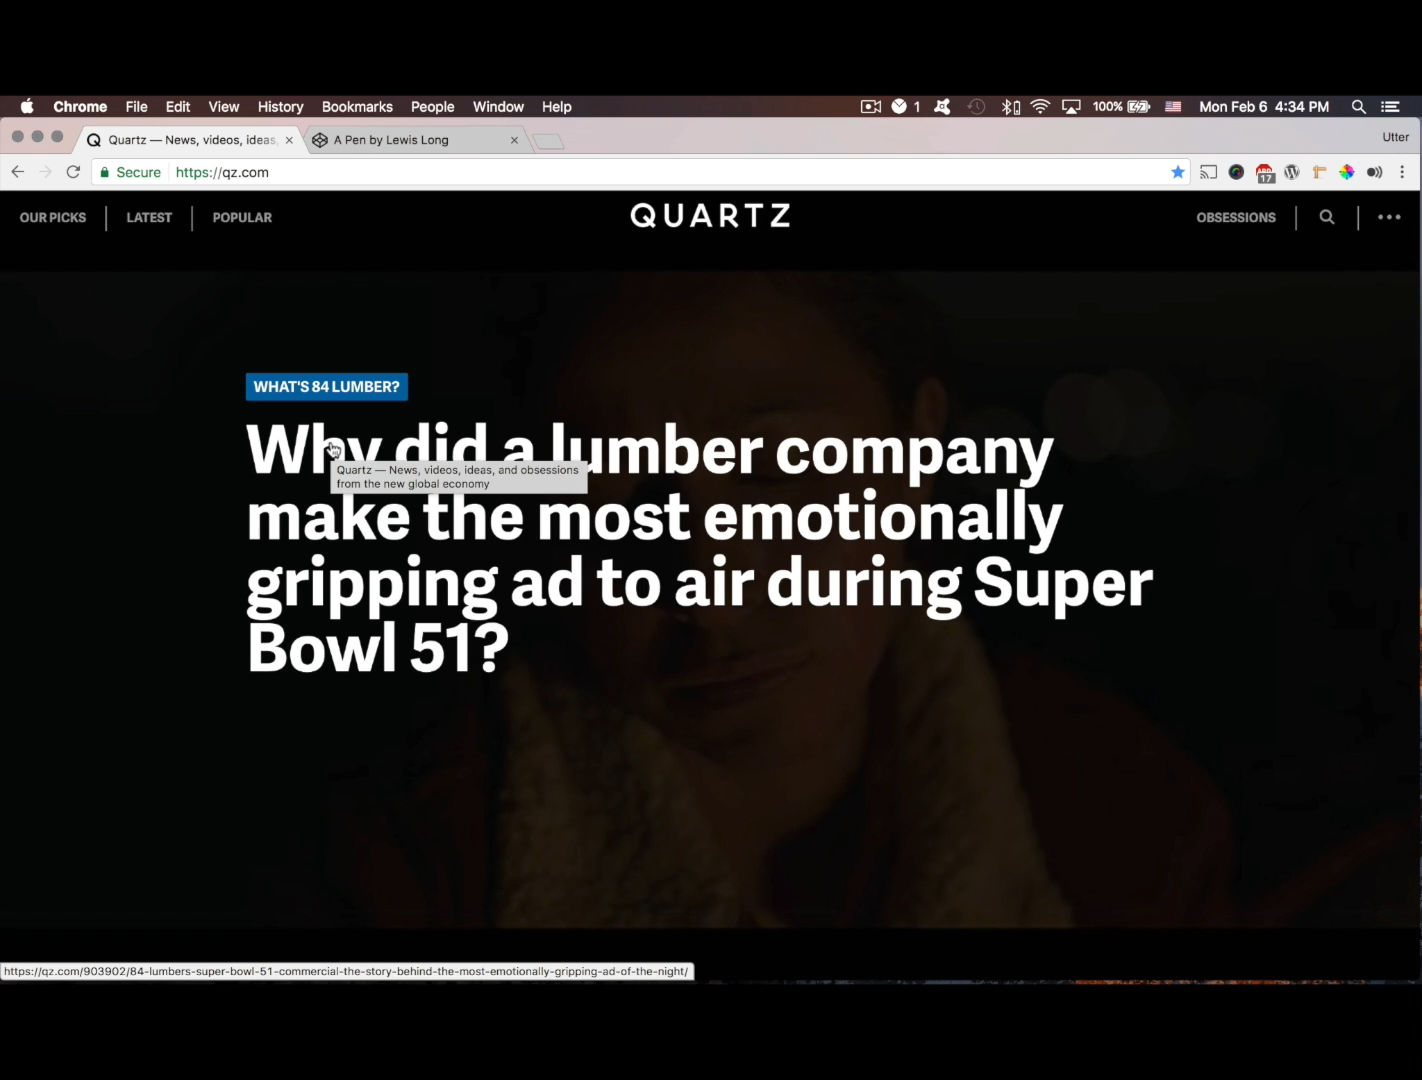 Chrome File Edit View History Bookmarks People Window Help 1 100% Mon Feb 6 4:34 PM
Quartz — News, videos, ideas, A Pen by Lewis Long Utter
Secure https://qz.com 17
OUR PICKS LATEST POPULAR QUARTZ OBSESSIONS
WHAT'S 84 LUMBER?
Why did a lumber company
Quartz — News, videos, ideas, and obsessions
from the new global economy
make the most emotionally
gripping ad to air during Super
Bowl 51?
https://qz.com/903902/84-lumbers-super-bowl-51-commercial-the-story-behind-the-most-emotionally-gripping-ad-of-the-night/